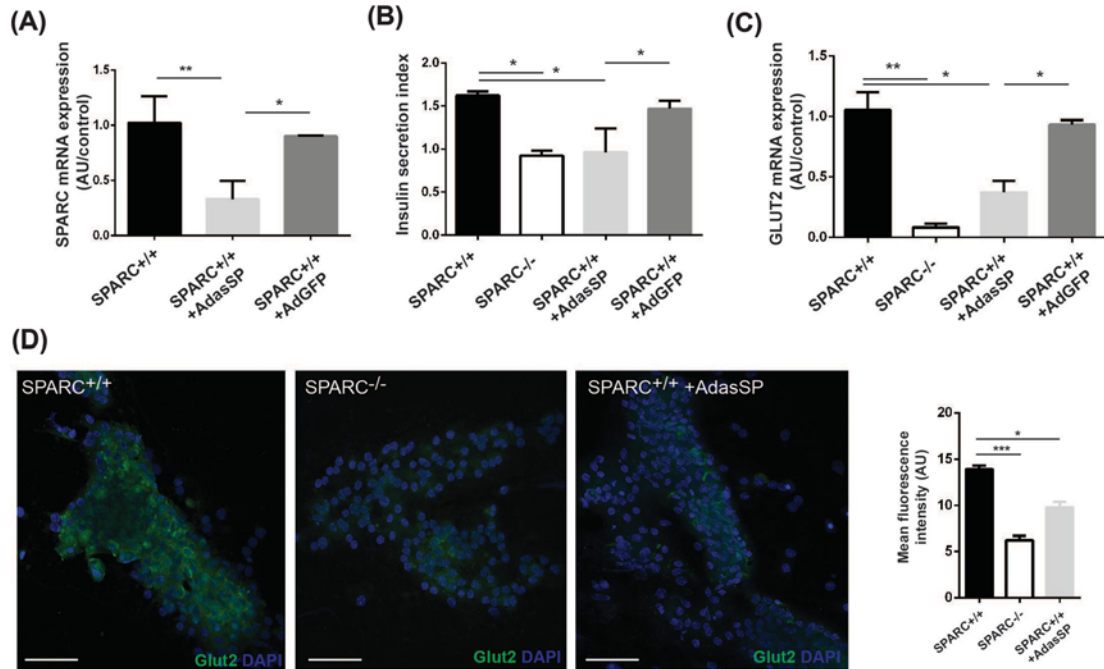 (A)
SPARC mRNA expression
(AU/control)
1.5
1.0
0.5
0.0
**
*
SPARC+/+
SPARC+/+
+AdasSP
SPARC+/+
+AdGFP
(B)
Insulin secretion index
2.0
1.5
1.0
0.5
0.0
*
*
*
SPARC+/+
SPARC-/-
SPARC+/+
+AdasSP
SPARC+/+
+AdGFP
(C)
GLUT2 mRNA expression
(AU/control)
1.5
1.0
0.5
0.0
**
*
*
SPARC+/+
SPARC-/-
SPARC+/+
+AdasSP
SPARC+/+
+AdGFP
(D)
SPARC+/+
Glut2 DAPI
SPARC-/-
Glut2 DAPI
SPARC+/+ +AdasSP
Glut2 DAPI
Mean fluorescence
intensity (AU)
20
15
10
5
0
*
***
SPARC+/+
SPARC-/-
SPARC+/+
+AdasSP